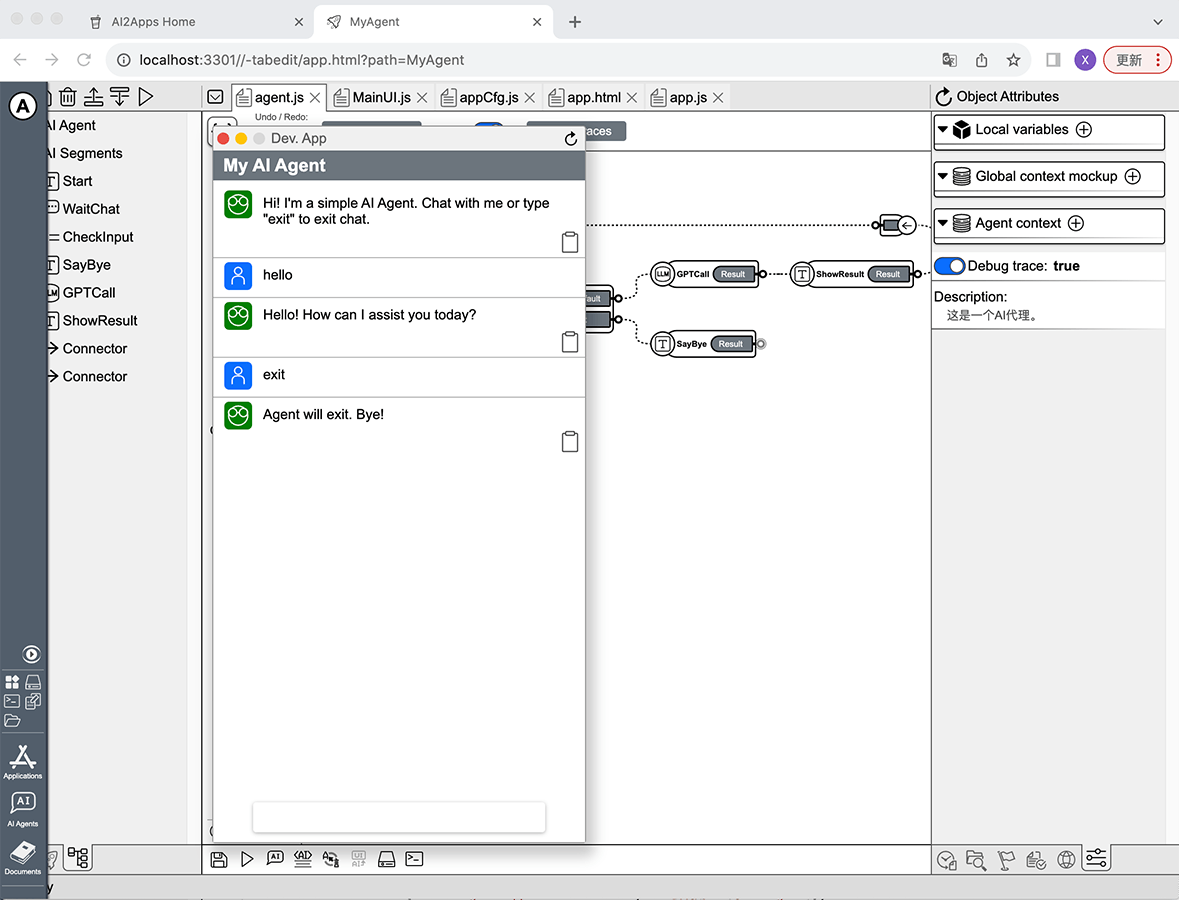 AI2Apps Home
MyAgent
localhost:3301//-tabedit/app.html?path=MyAgent
X
更新
A
agent.js
MainUI.js
appCfg.js
app.html
app.js
Object Attributes
Undo / Redo:
AI Agent
AI Segments
Start
WaitChat
CheckInput
SayBye
GPTCall
ShowResult
Connector
Connector
Dev. App
My AI Agent
Hi! I'm a simple AI Agent. Chat with me or type
"exit" to exit chat.
hello
Hello! How can I assist you today?
exit
Agent will exit. Bye!
LLM
GPTCall
Result
T
ShowResult
Result
T
SayBye
Result
Local variables
Global context mockup
Agent context
Debug trace: true
Description:
这是一个AI代理。
Applications
AI
AI Agents
Documents